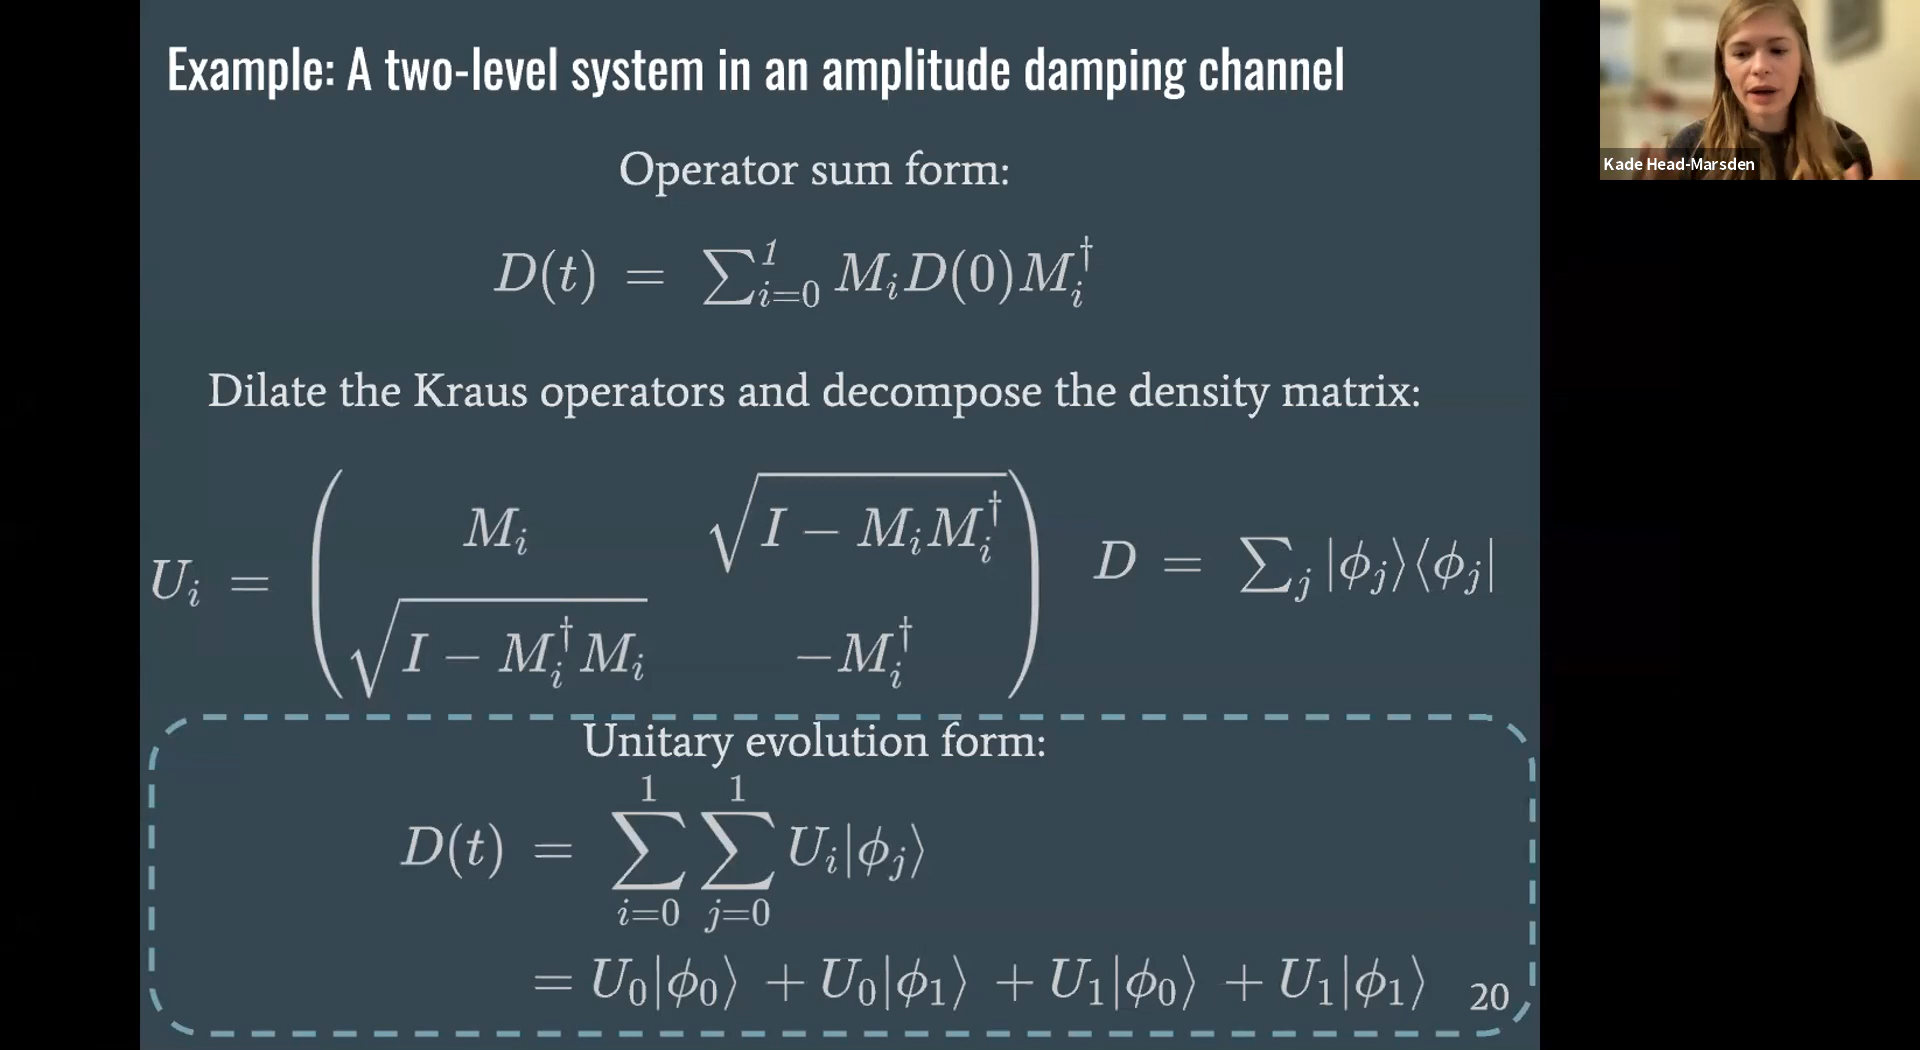 Example: A two-level system in an amplitude damping channel
Kade Head-Marsden
Operator sum form:
D(t) = ∑_{i=0}^{1} M_i D(0) M_i^†
Dilate the Kraus operators and decompose the density matrix:
U_i = ( M_i  √(I − M_i M_i^†) ; √(I − M_i^† M_i)  −M_i^† )  D = ∑_j |ϕ_j⟩⟨ϕ_j|
Unitary evolution form:
D(t) = ∑_{i=0}^{1} ∑_{j=0}^{1} U_i|ϕ_j⟩
= U_0|ϕ_0⟩ + U_0|ϕ_1⟩ + U_1|ϕ_0⟩ + U_1|ϕ_1⟩
20